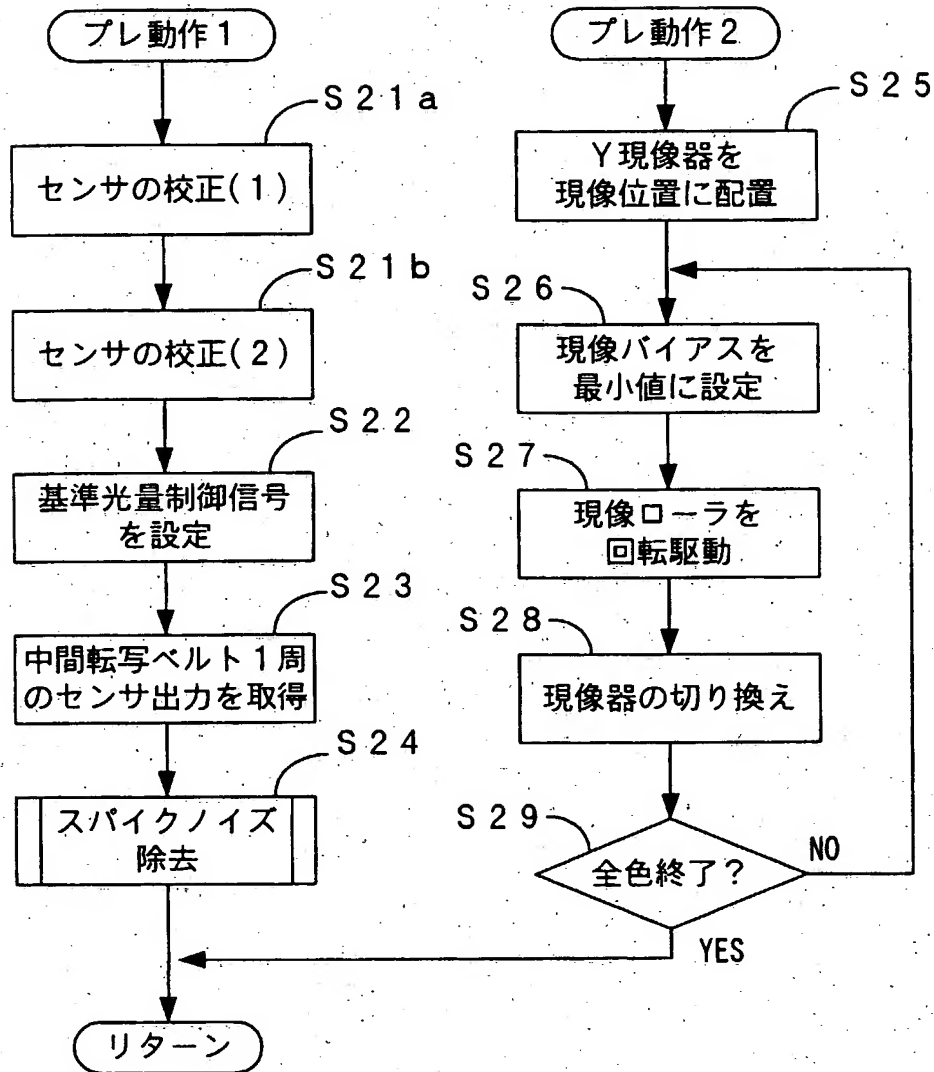 プレ動作1
S21a
センサの校正(1)
S21b
センサの校正(2)
S22
基準光量制御信号
を設定
S23
中間転写ベルト1周
のセンサ出力を取得
S24
スパイクノイズ
除去
リターン
プレ動作2
S25
Y現像器を
現像位置に配置
S26
現像バイアスを
最小値に設定
S27
現像ローラを
回転駆動
S28
現像器の切り換え
S29
全色終了?
NO
YES